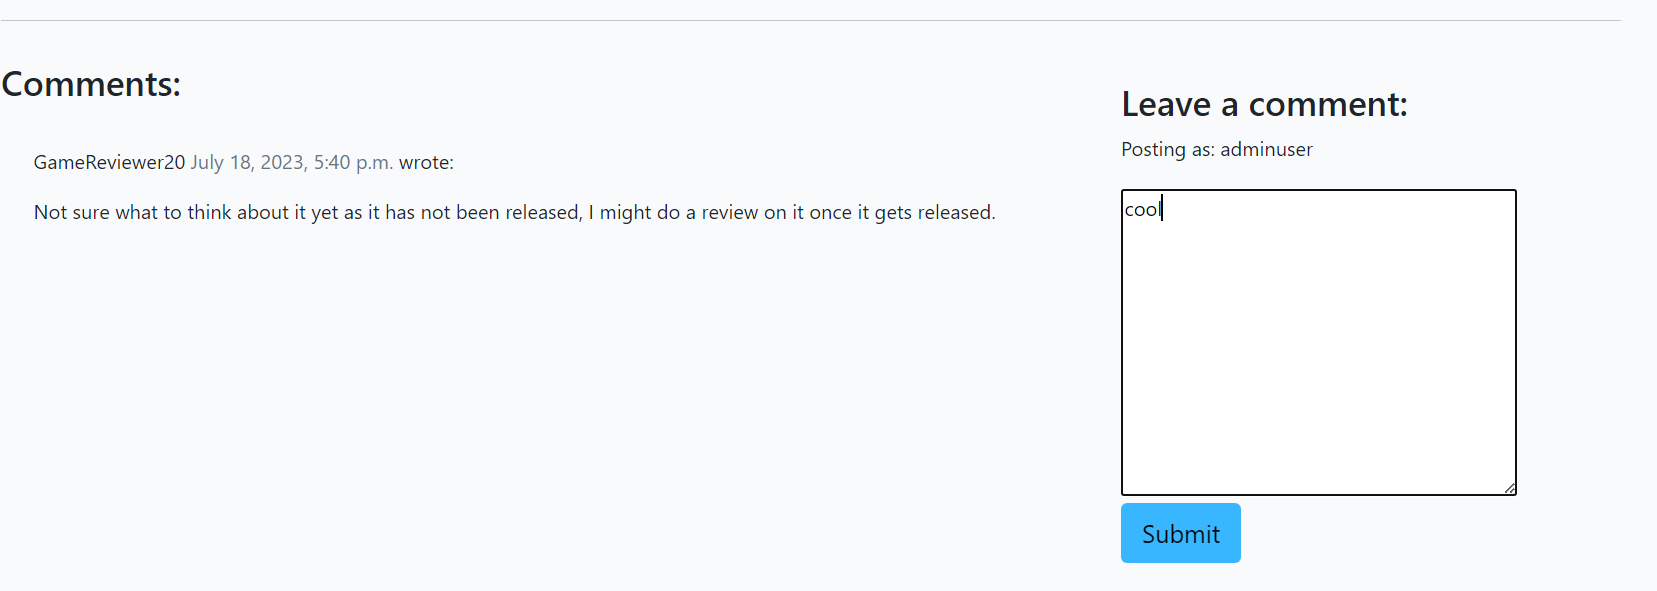 Comments:
GameReviewer20 July 18, 2023, 5:40 p.m. wrote:
Not sure what to think about it yet as it has not been released, I might do a review on it once it gets released.
Leave a comment:
Posting as: adminuser
cool
Submit